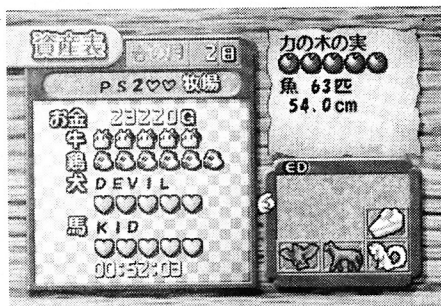 資産表
の月 2日
PS2♡♡牧場
お金 23220G
牛
鶏
犬 DEVIL
馬 KID
00:52:03
力の木の実
魚 63匹
54.0cm